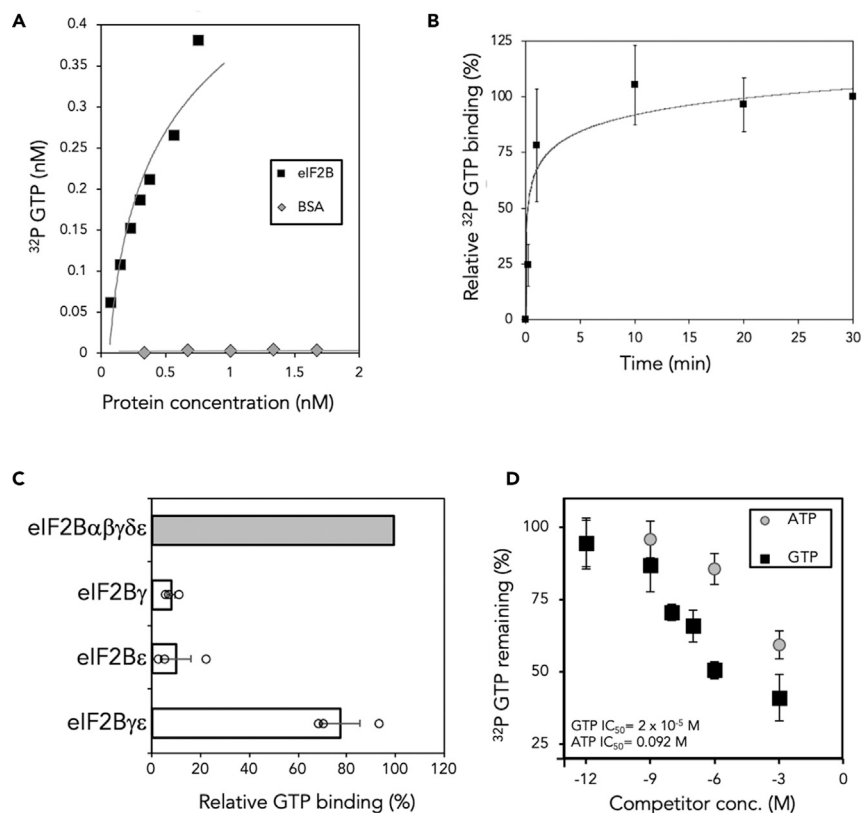 A
³²P GTP (nM)
0.4
0.35
0.3
0.25
0.2
0.15
0.1
0.05
0
0
0.5
1
1.5
2
eIF2B
BSA
Protein concentration (nM)
B
Relative ³²P GTP binding (%)
125
100
75
50
25
0
0
10
20
30
Time (min)
C
eIF2Bαβγδε
eIF2Bγ
eIF2Bε
eIF2Bγε
0
20
40
60
80
100
120
Relative GTP binding (%)
D
³²P GTP remaining (%)
100
75
50
25
ATP
GTP
GTP IC₅₀= 2 x 10⁻⁵ M
ATP IC₅₀= 0.092 M
-12
-9
-6
-3
0
Competitor conc. (M)